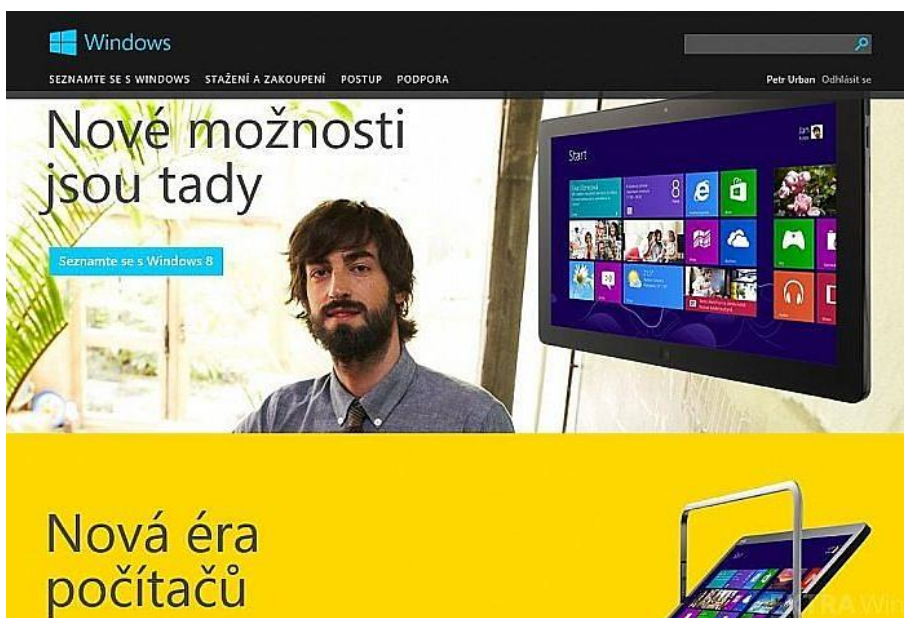 Windows
SEZNAMTE SE S WINDOWS STAŽENÍ A ZAKOUPENÍ POSTUP PODPORA
Petr Urban Odhlásit se
Nové možnosti
jsou tady
Seznamte se s Windows 8
Start
8
Nová éra
počítačů